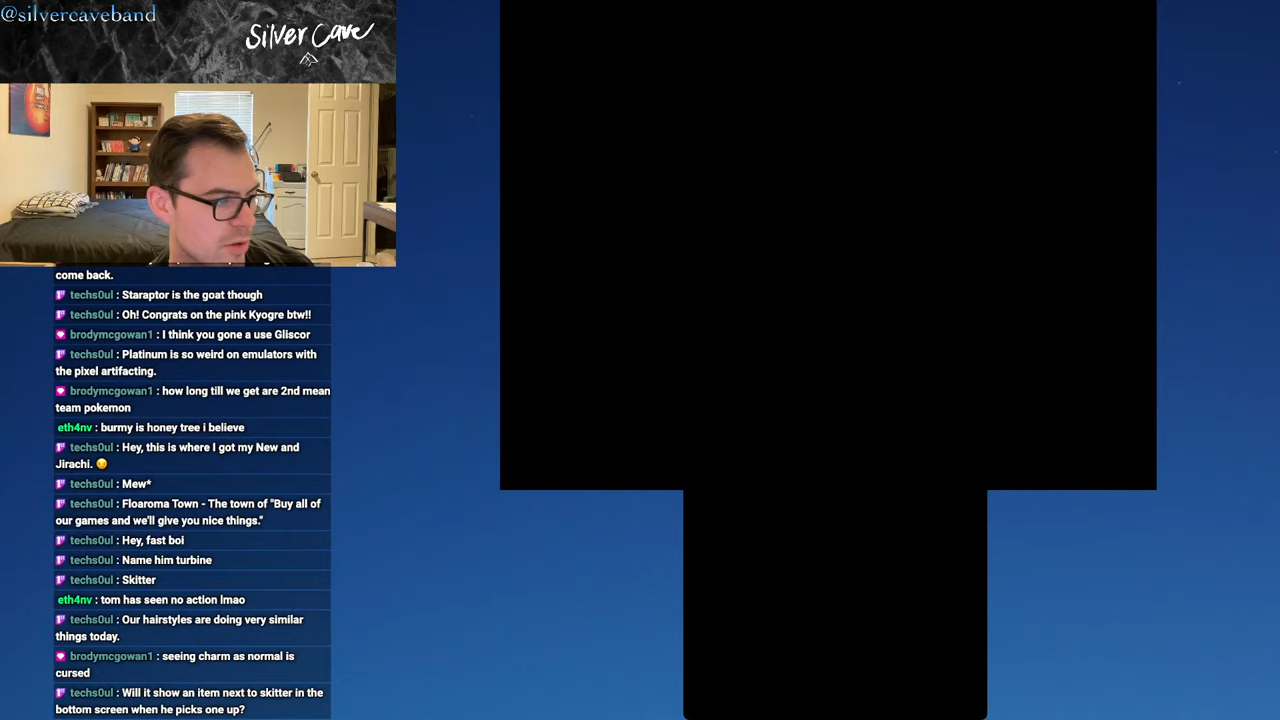 @silvercaveband
Silver Cave
come back.
techs0ul : Staraptor is the goat though
techs0ul : Oh! Congrats on the pink Kyogre btw!!
brodymcgowan1 : I think you gone a use Gliscor
techs0ul : Platinum is so weird on emulators with
the pixel artifacting.
brodymcgowan1 : how long till we get are 2nd mean
team pokemon
eth4nv : burmy is honey tree i believe
techs0ul : Hey, this is where I got my New and
Jirachi. 😏
techs0ul : Mew*
techs0ul : Floaroma Town - The town of "Buy all of
our games and we'll give you nice things."
techs0ul : Hey, fast boi
techs0ul : Name him turbine
techs0ul : Skitter
eth4nv : tom has seen no action lmao
techs0ul : Our hairstyles are doing very similar
things today.
brodymcgowan1 : seeing charm as normal is
cursed
techs0ul : Will it show an item next to skitter in the
bottom screen when he picks one up?